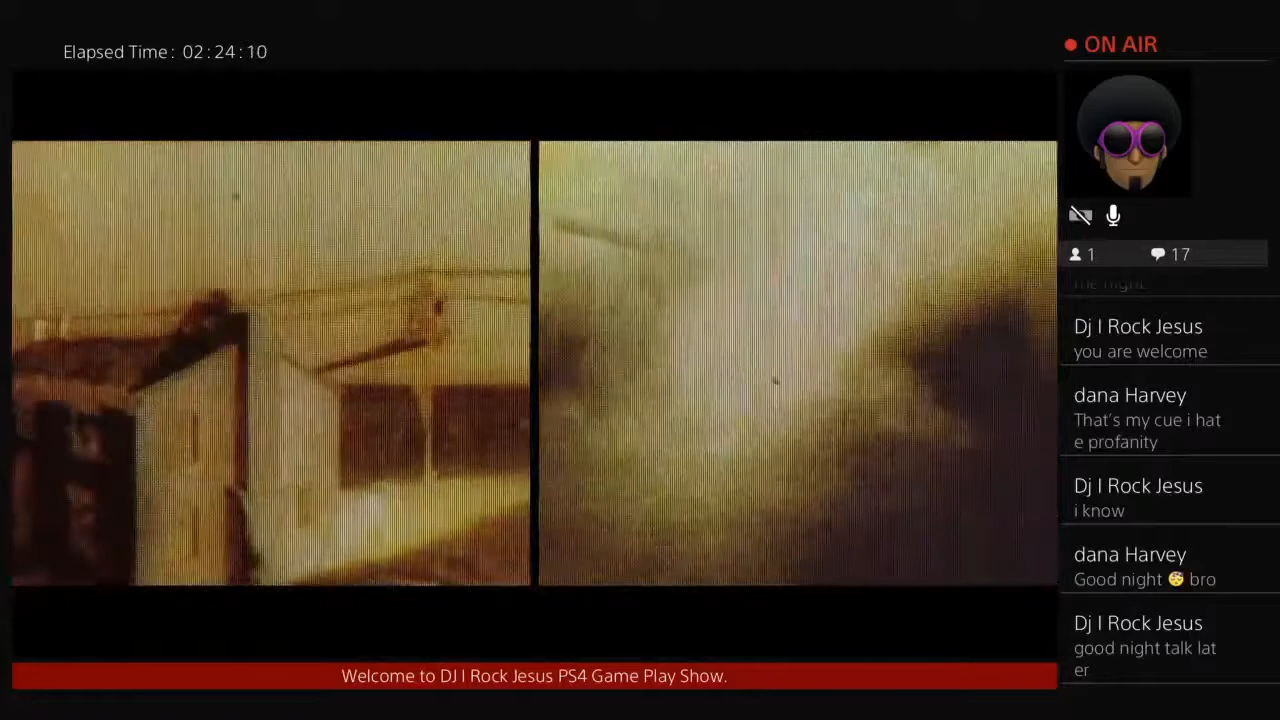 Elapsed Time: 02:24:10
ON AIR
1
17
the night.
Dj I Rock Jesus
you are welcome
dana Harvey
That's my cue i hat
e profanity
Dj I Rock Jesus
i know
dana Harvey
Good night 😴 bro
Dj I Rock Jesus
good night talk lat
er
Welcome to DJ I Rock Jesus PS4 Game Play Show.